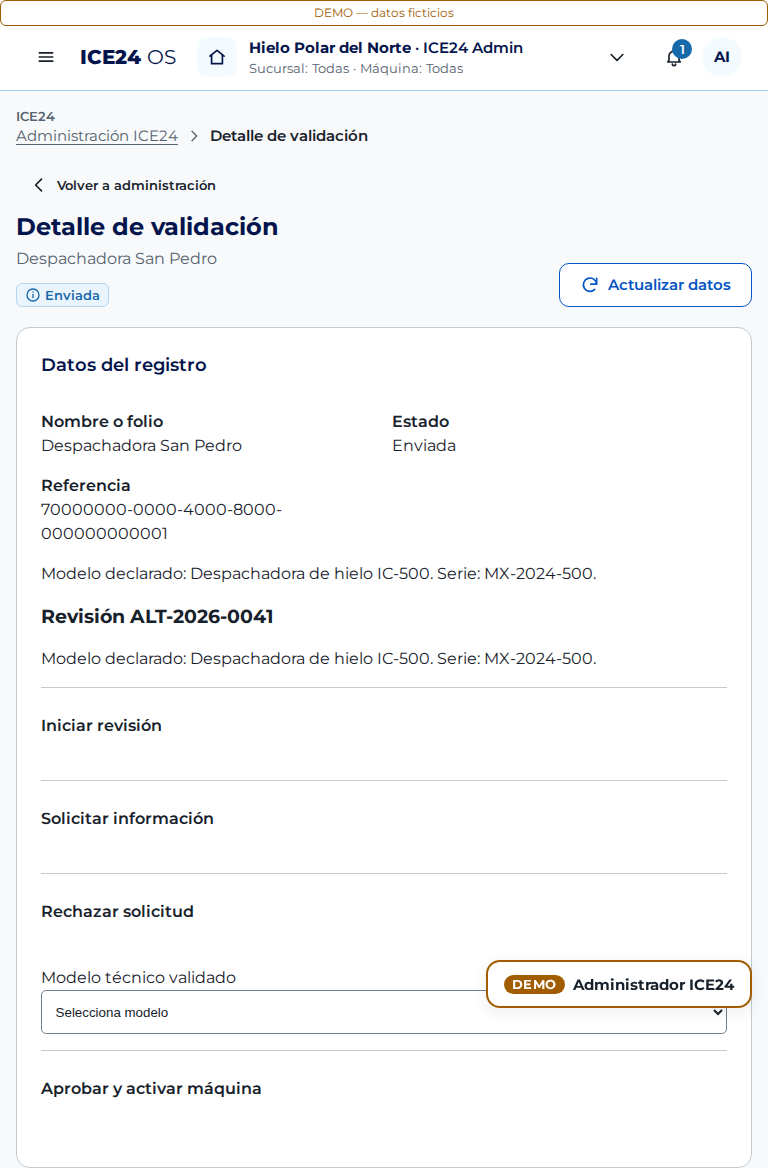 DEMO — datos ficticios
ICE24 OS
Hielo Polar del Norte · ICE24 Admin
Sucursal: Todas · Máquina: Todas
1
AI
ICE24
Administración ICE24 > Detalle de validación
Volver a administración
Detalle de validación
Despachadora San Pedro
Enviada
Actualizar datos
Datos del registro
Nombre o folio
Despachadora San Pedro
Estado
Enviada
Referencia
70000000-0000-4000-8000-
000000000001
Modelo declarado: Despachadora de hielo IC-500. Serie: MX-2024-500.
Revisión ALT-2026-0041
Modelo declarado: Despachadora de hielo IC-500. Serie: MX-2024-500.
Iniciar revisión
Solicitar información
Rechazar solicitud
Modelo técnico validado
DEMO Administrador ICE24
Selecciona modelo
Aprobar y activar máquina